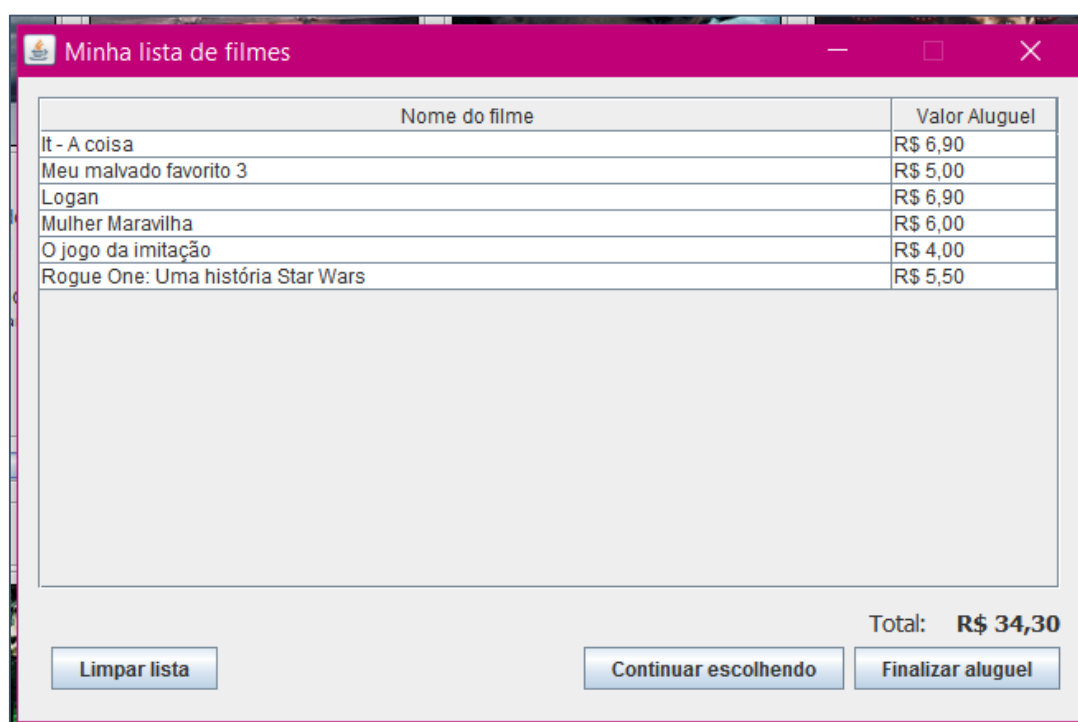 Minha lista de filmes
Nome do filme Valor Aluguel
It - A coisa R$ 6,90
Meu malvado favorito 3 R$ 5,00
Logan R$ 6,90
Mulher Maravilha R$ 6,00
O jogo da imitação R$ 4,00
Rogue One: Uma história Star Wars R$ 5,50
Total: R$ 34,30
Limpar lista Continuar escolhendo Finalizar aluguel